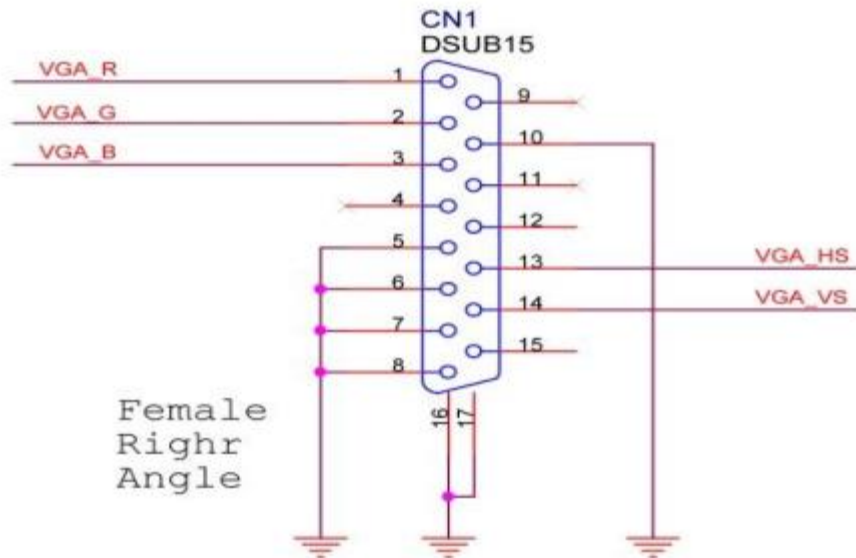 CN1
DSUB15
VGA_R
1
VGA_G
2
VGA_B
3
4
5
6
7
8
9
10
11
12
13
VGA_HS
14
VGA_VS
15
16
17
Female
Righr
Angle